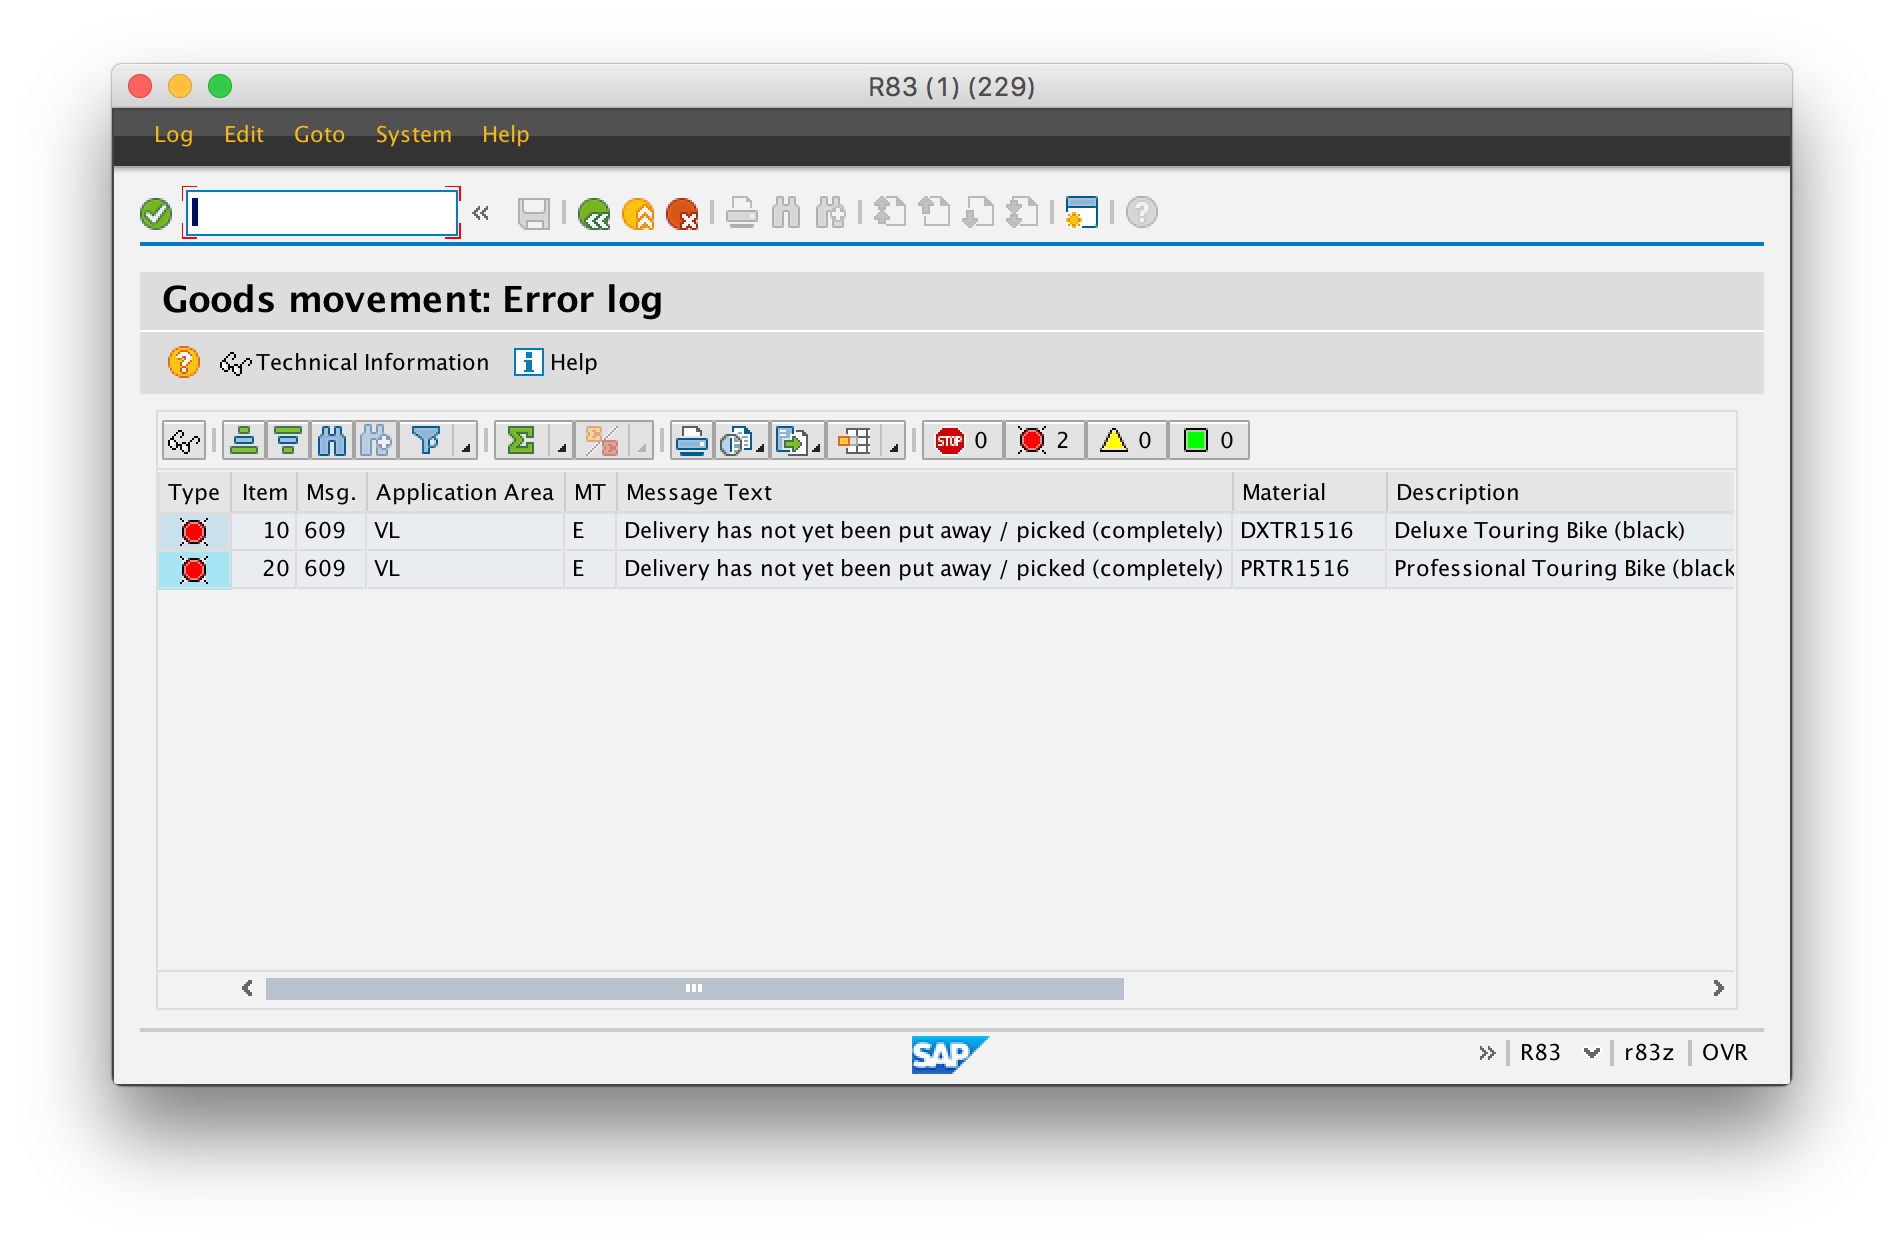 R83 (1) (229)
Log Edit Goto System Help
Goods movement: Error log
Technical Information Help
STOP 0 2 0 0
Type Item Msg. Application Area MT Message Text Material Description
10 609 VL E Delivery has not yet been put away / picked (completely) DXTR1516 Deluxe Touring Bike (black)
20 609 VL E Delivery has not yet been put away / picked (completely) PRTR1516 Professional Touring Bike (black
SAP R83 r83z OVR